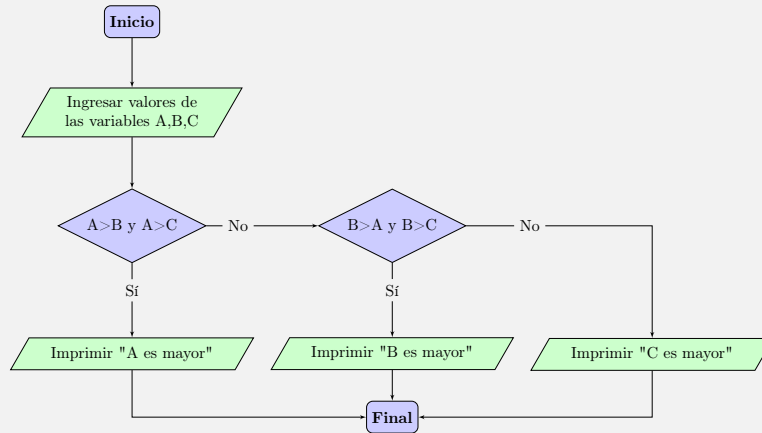 Inicio
Ingresar valores de
las variables A,B,C
A>B y A>C
No
B>A y B>C
No
Sí
Sí
Imprimir "A es mayor"
Imprimir "B es mayor"
Imprimir "C es mayor"
Final